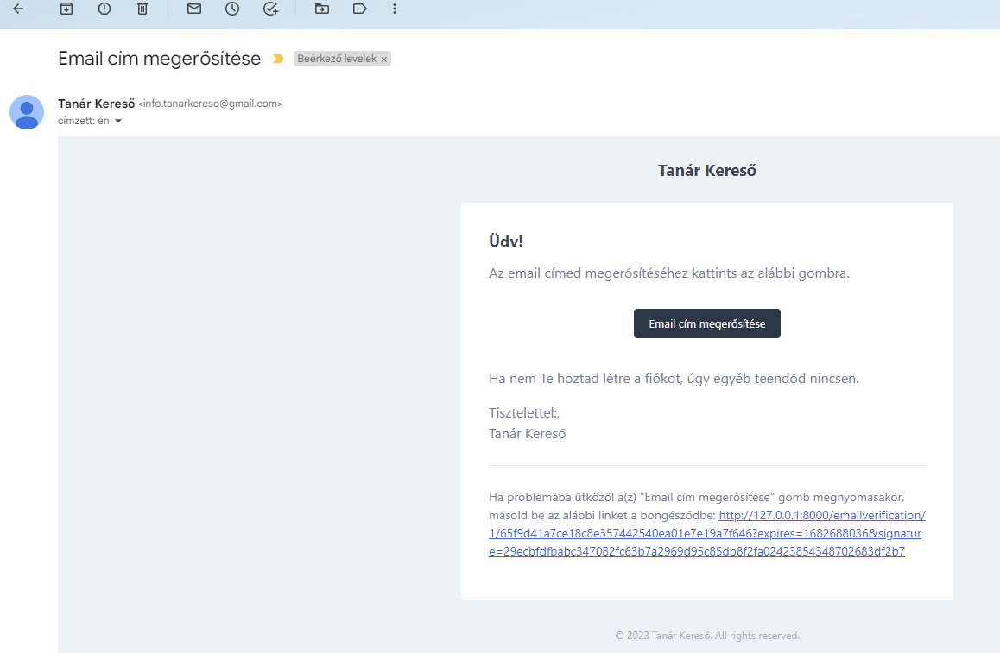 Email cím megerősítése
Beérkező levelek ×
Tanár Kereső <info.tanarkereso@gmail.com>
címzett: én
Tanár Kereső
Üdv!
Az email címed megerősítéséhez kattints az alábbi gombra.
Email cím megerősítése
Ha nem Te hoztad létre a fiókot, úgy egyéb teendőd nincsen.
Tisztelettel:,
Tanár Kereső
Ha problémába ütközöl a(z) "Email cím megerősítése" gomb megnyomásakor,
másold be az alábbi linket a böngésződbe: http://127.0.0.1:8000/emailverification/
1/65f9d41a7ce18c8e357442540ea01e7e19a7f646?expires=1682688036&signatur
e=29ecbfdfbabc347082fc63b7a2969d95c85db8f2fa02423854348702683df2b7
© 2023 Tanár Kereső. All rights reserved.